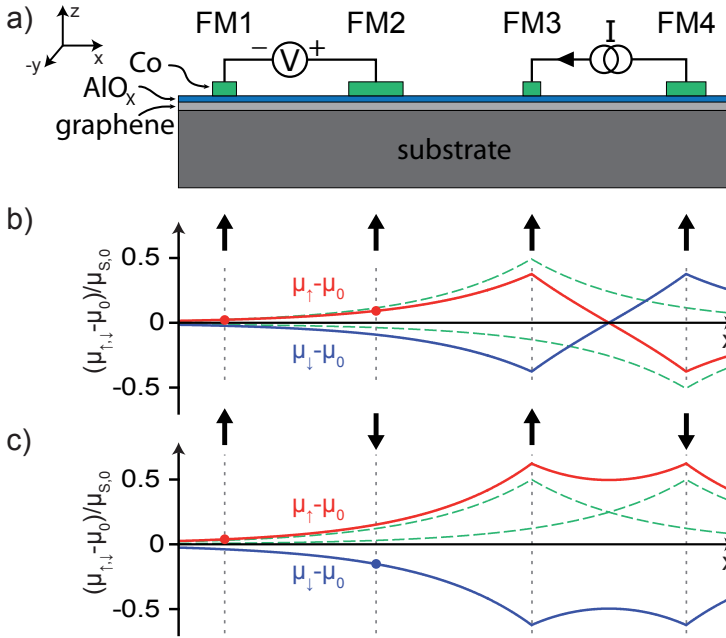 a)
FM1 FM2 FM3 FM4
z
x
-y
− V +
I
Co
AlOx
graphene
substrate
b)
0.5
0
-0.5
(μ↑,↓-μ0)/μS,0
μ↑-μ0
μ↓-μ0
x
c)
0.5
0
-0.5
(μ↑,↓-μ0)/μS,0
μ↑-μ0
μ↓-μ0
x